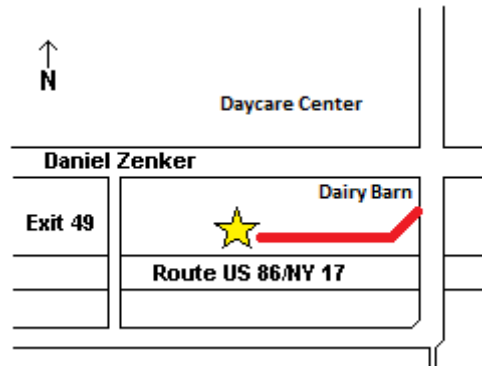 N
Daycare Center
Daniel Zenker
Dairy Barn
Exit 49
Route US 86/NY 17